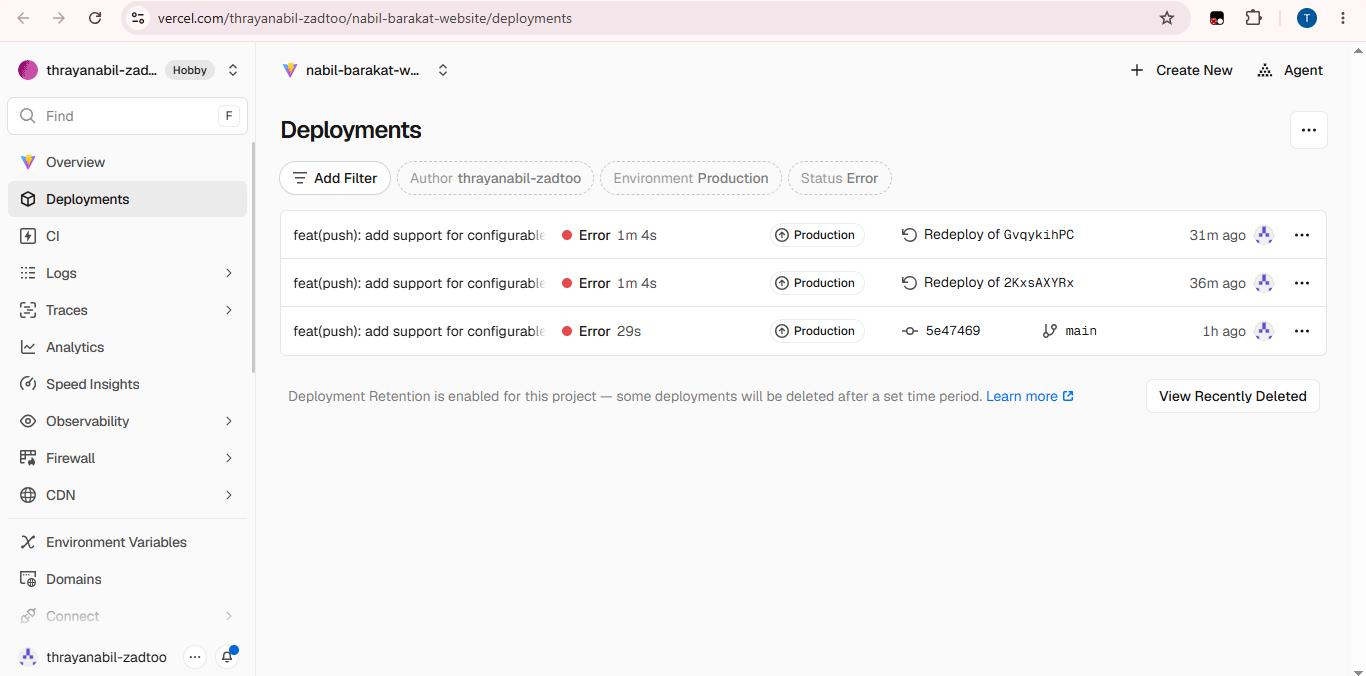 vercel.com/thrayanabil-zadtoo/nabil-barakat-website/deployments
T
thrayanabil-zad... Hobby
nabil-barakat-w...
Create New
Agent
Find F
Overview
Deployments
CI
Logs
Traces
Analytics
Speed Insights
Observability
Firewall
CDN
Environment Variables
Domains
Connect
thrayanabil-zadtoo
Deployments
Add Filter
Author thrayanabil-zadtoo
Environment Production
Status Error
feat(push): add support for configurable Error 1m 4s Production Redeploy of GvqykihPC 31m ago
feat(push): add support for configurable Error 1m 4s Production Redeploy of 2KxsAXYRx 36m ago
feat(push): add support for configurable Error 29s Production 5e47469 main 1h ago
Deployment Retention is enabled for this project — some deployments will be deleted after a set time period. Learn more
View Recently Deleted